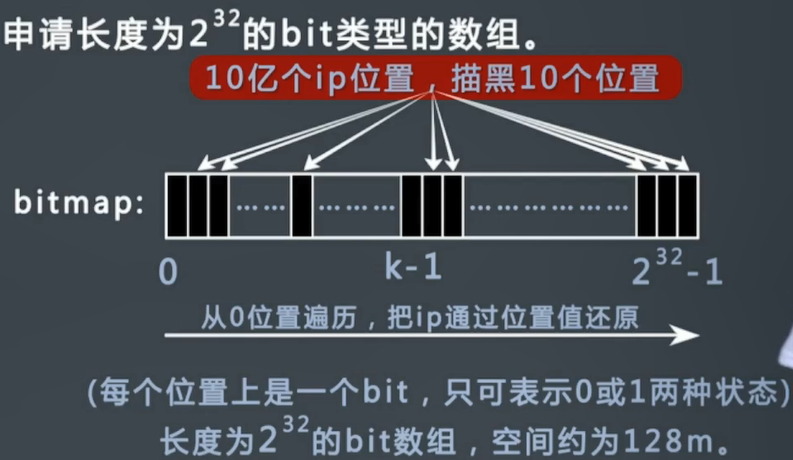 申请长度为2^32的bit类型的数组。
10亿个ip位置，描黑10个位置
bitmap: …… ……… ……………
0 k-1 2^32-1
从0位置遍历，把ip通过位置值还原
(每个位置上是一个bit，只可表示0或1两种状态)
长度为2^32的bit数组，空间约为128m。